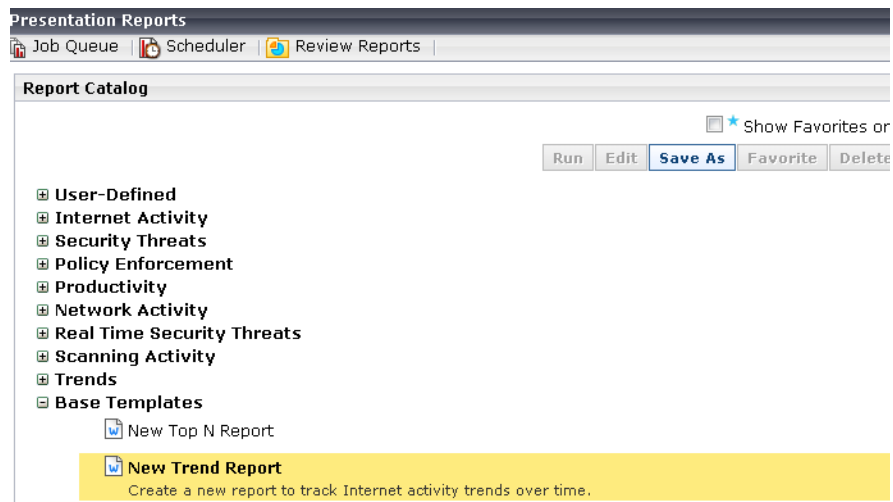 Presentation Reports
Job Queue | Scheduler | Review Reports |
Report Catalog
Show Favorites or
Run Edit Save As Favorite Delete
User-Defined
Internet Activity
Security Threats
Policy Enforcement
Productivity
Network Activity
Real Time Security Threats
Scanning Activity
Trends
Base Templates
New Top N Report
New Trend Report
Create a new report to track Internet activity trends over time.